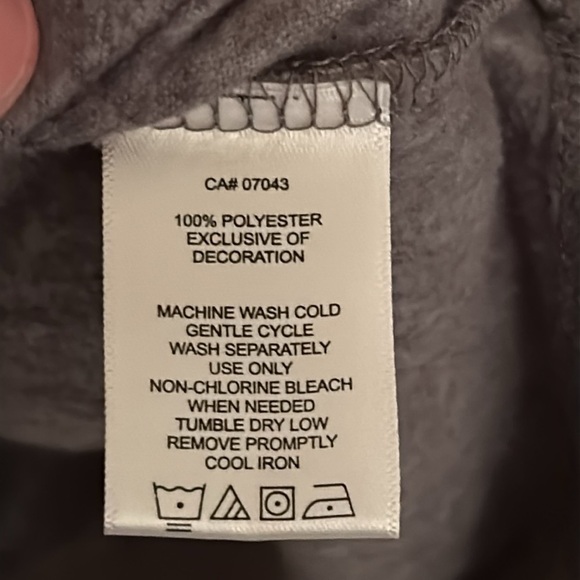 CA# 07043
100% POLYESTER
EXCLUSIVE OF
DECORATION
MACHINE WASH COLD
GENTLE CYCLE
WASH SEPARATELY
USE ONLY
NON-CHLORINE BLEACH
WHEN NEEDED
TUMBLE DRY LOW
REMOVE PROMPTLY
COOL IRON